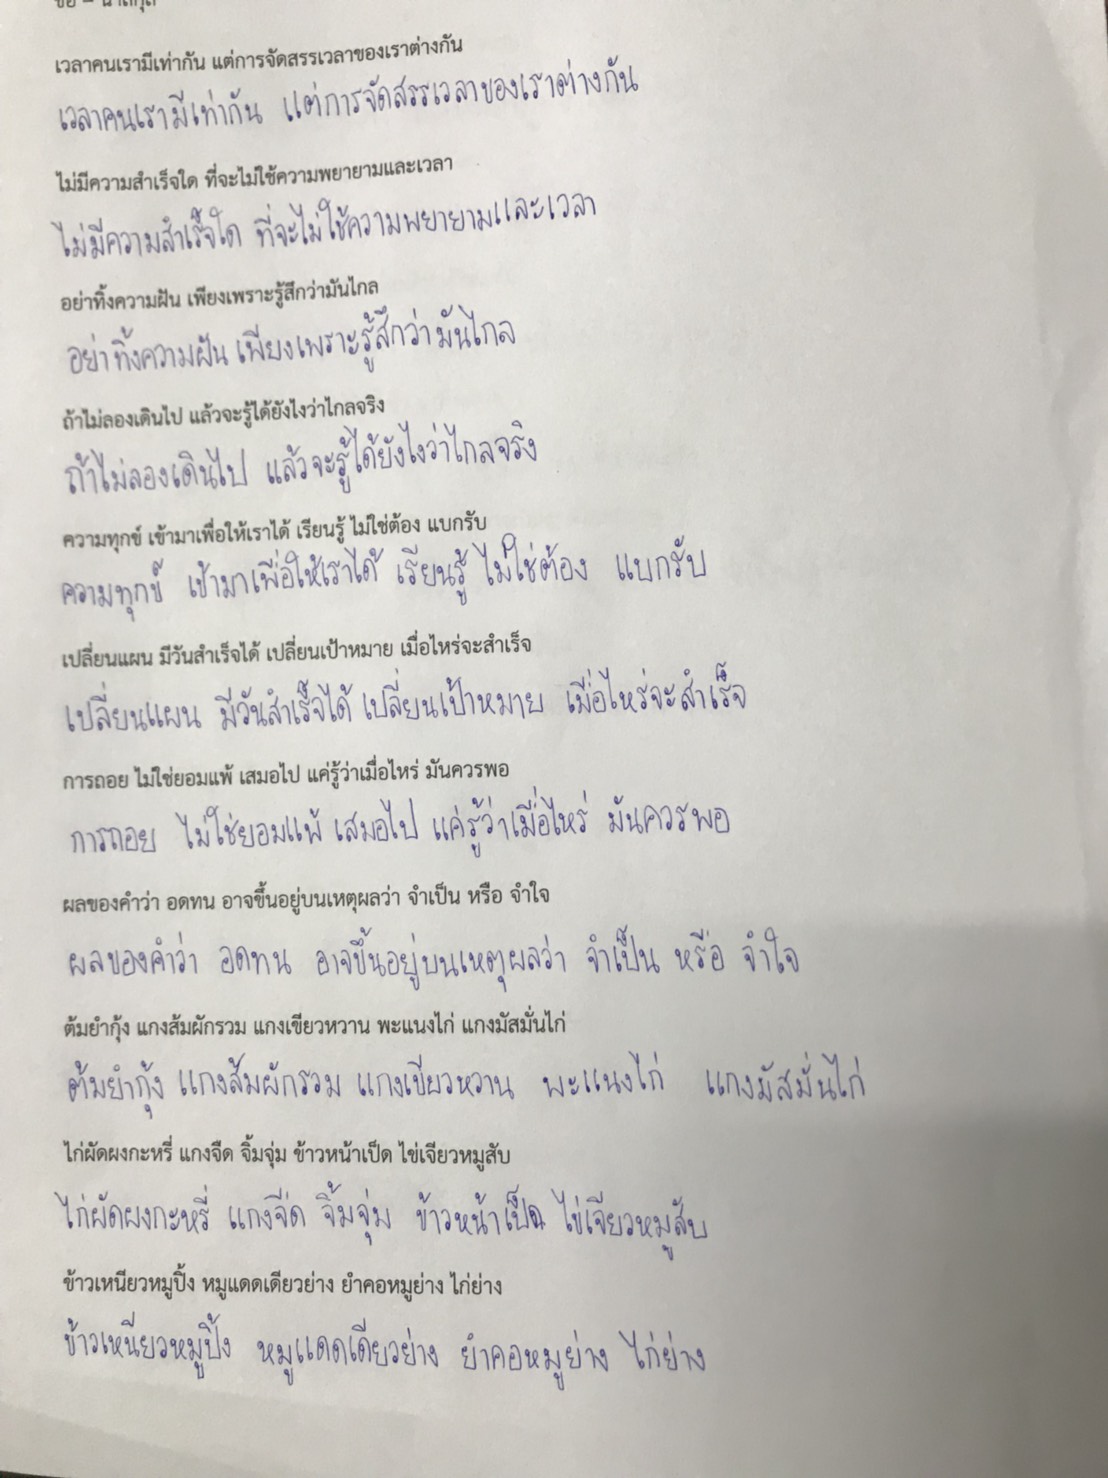 ชื่อ – นามสกุล
เวลาคนเรามีเท่ากัน แต่การจัดสรรเวลาของเราต่างกัน
เวลาคนเรามีเท่ากัน แต่การจัดสรรเวลาของเราต่างกัน
ไม่มีความสำเร็จใด ที่จะไม่ใช้ความพยายามและเวลา
ไม่มีความสำเร็จใด ที่จะไม่ใช้ความพยายามและเวลา
อย่าทิ้งความฝัน เพียงเพราะรู้สึกว่ามันไกล
อย่าทิ้งความฝัน เพียงเพราะรู้สึกว่ามันไกล
ถ้าไม่ลองเดินไป แล้วจะรู้ได้ยังไงว่าไกลจริง
ถ้าไม่ลองเดินไป แล้วจะรู้ได้ยังไงว่าไกลจริง
ความทุกข์ เข้ามาเพื่อให้เราได้ เรียนรู้ ไม่ใช่ต้อง แบกรับ
ความทุกข์ เข้ามาเพื่อให้เราได้ เรียนรู้ ไม่ใช่ต้อง แบกรับ
เปลี่ยนแผน มีวันสำเร็จได้ เปลี่ยนเป้าหมาย เมื่อไหร่จะสำเร็จ
เปลี่ยนแผน มีวันสำเร็จได้ เปลี่ยนเป้าหมาย เมื่อไหร่จะสำเร็จ
การถอย ไม่ใช่ยอมแพ้ เสมอไป แค่รู้ว่าเมื่อไหร่ มันควรพอ
การถอย ไม่ใช่ยอมแพ้ เสมอไป แค่รู้ว่าเมื่อไหร่ มันควรพอ
ผลของคำว่า อดทน อาจขึ้นอยู่บนเหตุผลว่า จำเป็น หรือ จำใจ
ผลของคำว่า อดทน อาจขึ้นอยู่บนเหตุผลว่า จำเป็น หรือ จำใจ
ต้มยำกุ้ง แกงส้มผักรวม แกงเขียวหวาน พะแนงไก่ แกงมัสมั่นไก่
ต้มยำกุ้ง แกงส้มผักรวม แกงเขียวหวาน พะแนงไก่ แกงมัสมั่นไก่
ไก่ผัดผงกะหรี่ แกงจืด จิ้มจุ่ม ข้าวหน้าเป็ด ไข่เจียวหมูสับ
ไก่ผัดผงกะหรี่ แกงจืด จิ้มจุ่ม ข้าวหน้าเป็ด ไข่เจียวหมูสับ
ข้าวเหนียวหมูปิ้ง หมูแดดเดียวย่าง ยำคอหมูย่าง ไก่ย่าง
ข้าวเหนียวหมูปิ้ง หมูแดดเดียวย่าง ยำคอหมูย่าง ไก่ย่าง